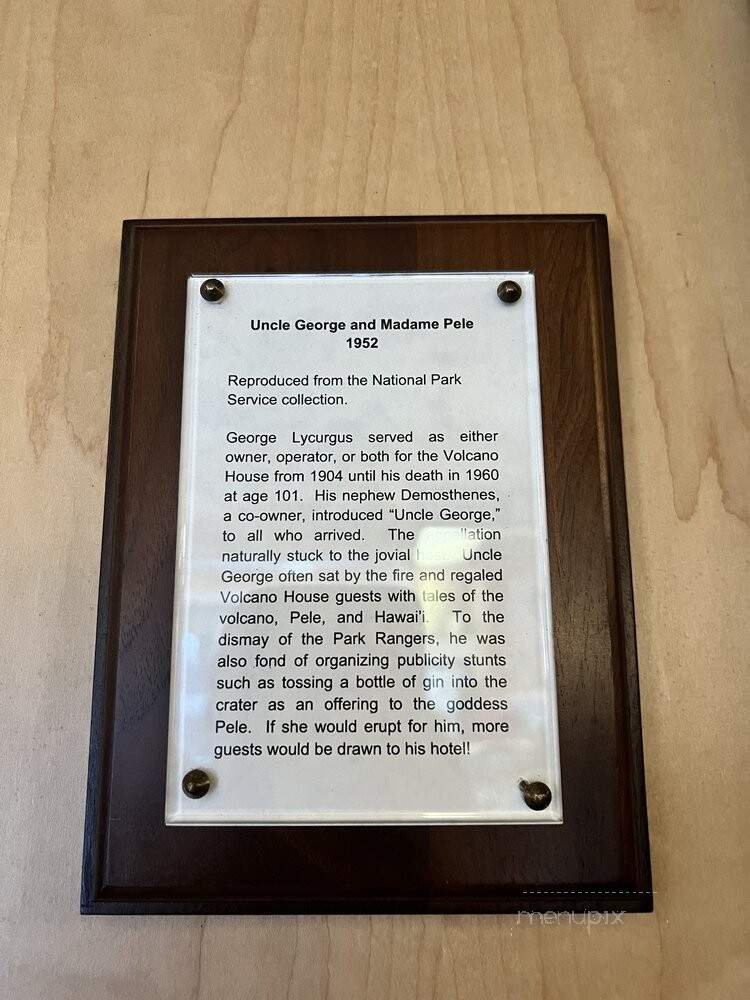 Uncle George and Madame Pele
1952
Reproduced from the National Park
Service collection.
George Lycurgus served as either
owner, operator, or both for the Volcano
House from 1904 until his death in 1960
at age 101. His nephew Demosthenes,
a co-owner, introduced “Uncle George,”
to all who arrived. The
naturally stuck to the jovial Uncle
George often sat by the fire and regaled
Volcano House guests with tales of the
volcano, Pele, and Hawai’i. To the
dismay of the Park Rangers, he was
also fond of organizing publicity stunts
such as tossing a bottle of gin into the
crater as an offering to the goddess
Pele. If she would erupt for him, more
guests would be drawn to his hotel!
menupix